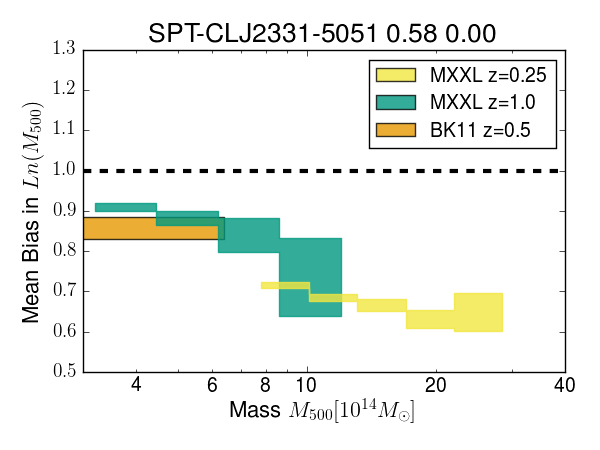 SPT-CLJ2331-5051 0.58 0.00
MXXL z=0.25
MXXL z=1.0
BK11 z=0.5
Mean Bias in Ln(M500)
1.3
1.2
1.1
1.0
0.9
0.8
0.7
0.6
0.5
4 6 8 10 20 40
Mass M500[10^14 M⊙]